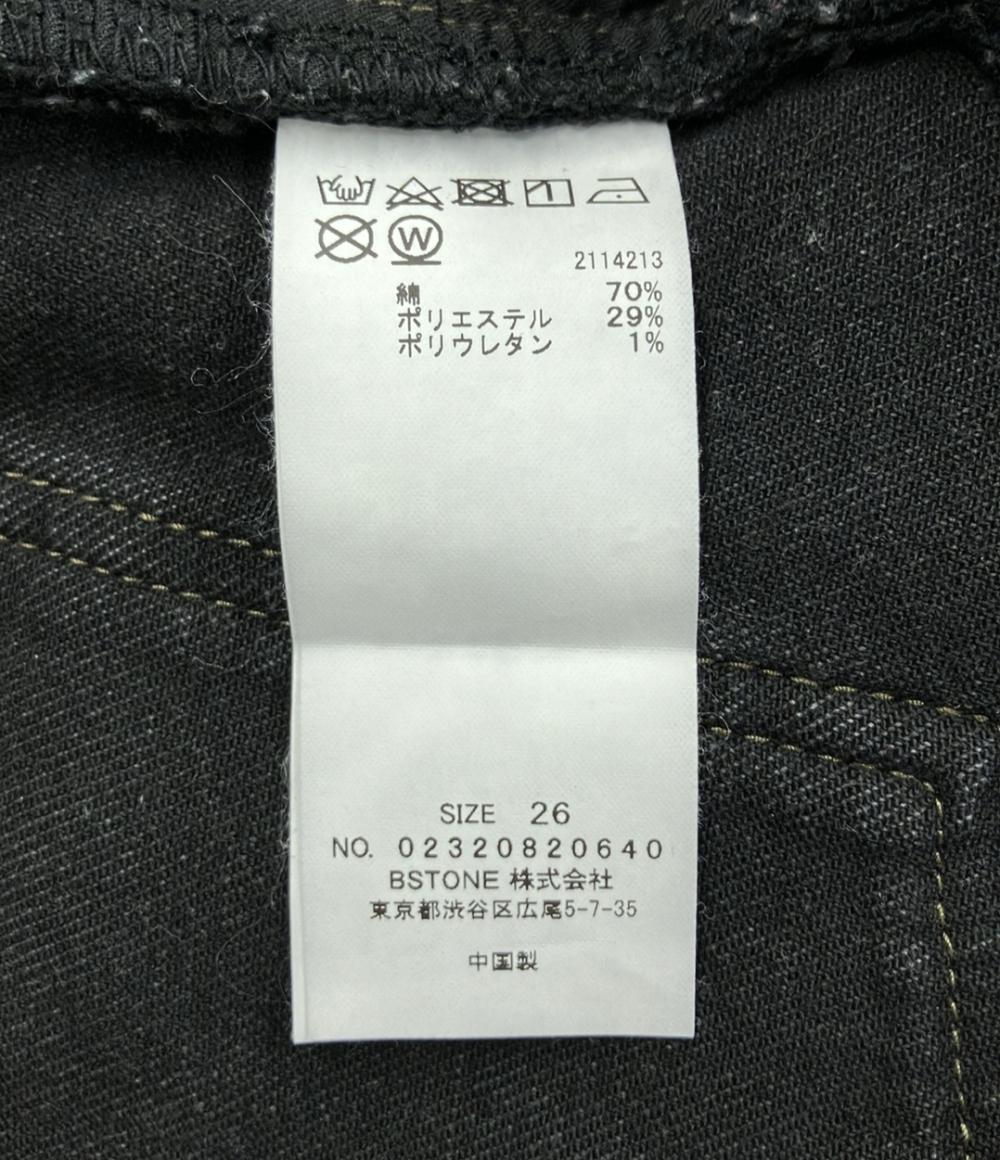 W
2114213
綿 70%
ポリエステル 29%
ポリウレタン 1%
SIZE 26
NO. 02320820640
BSTONE 株式会社
東京都渋谷区広尾5-7-35
中国製